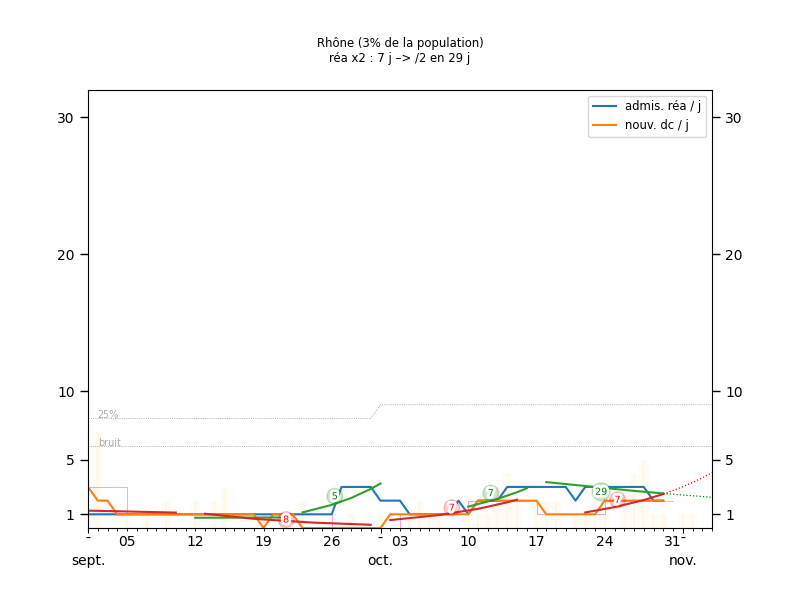 Rhône (3% de la population)
réa x2 : 7 j –> /2 en 29 j
admis. réa / j
nouv. dc / j
30 30
20 20
10 10
25%
bruit
5 5
5 7 7 29 7
8
1 1
- 05 12 19 26 - 03 10 17 24 31-
sept. oct. nov.